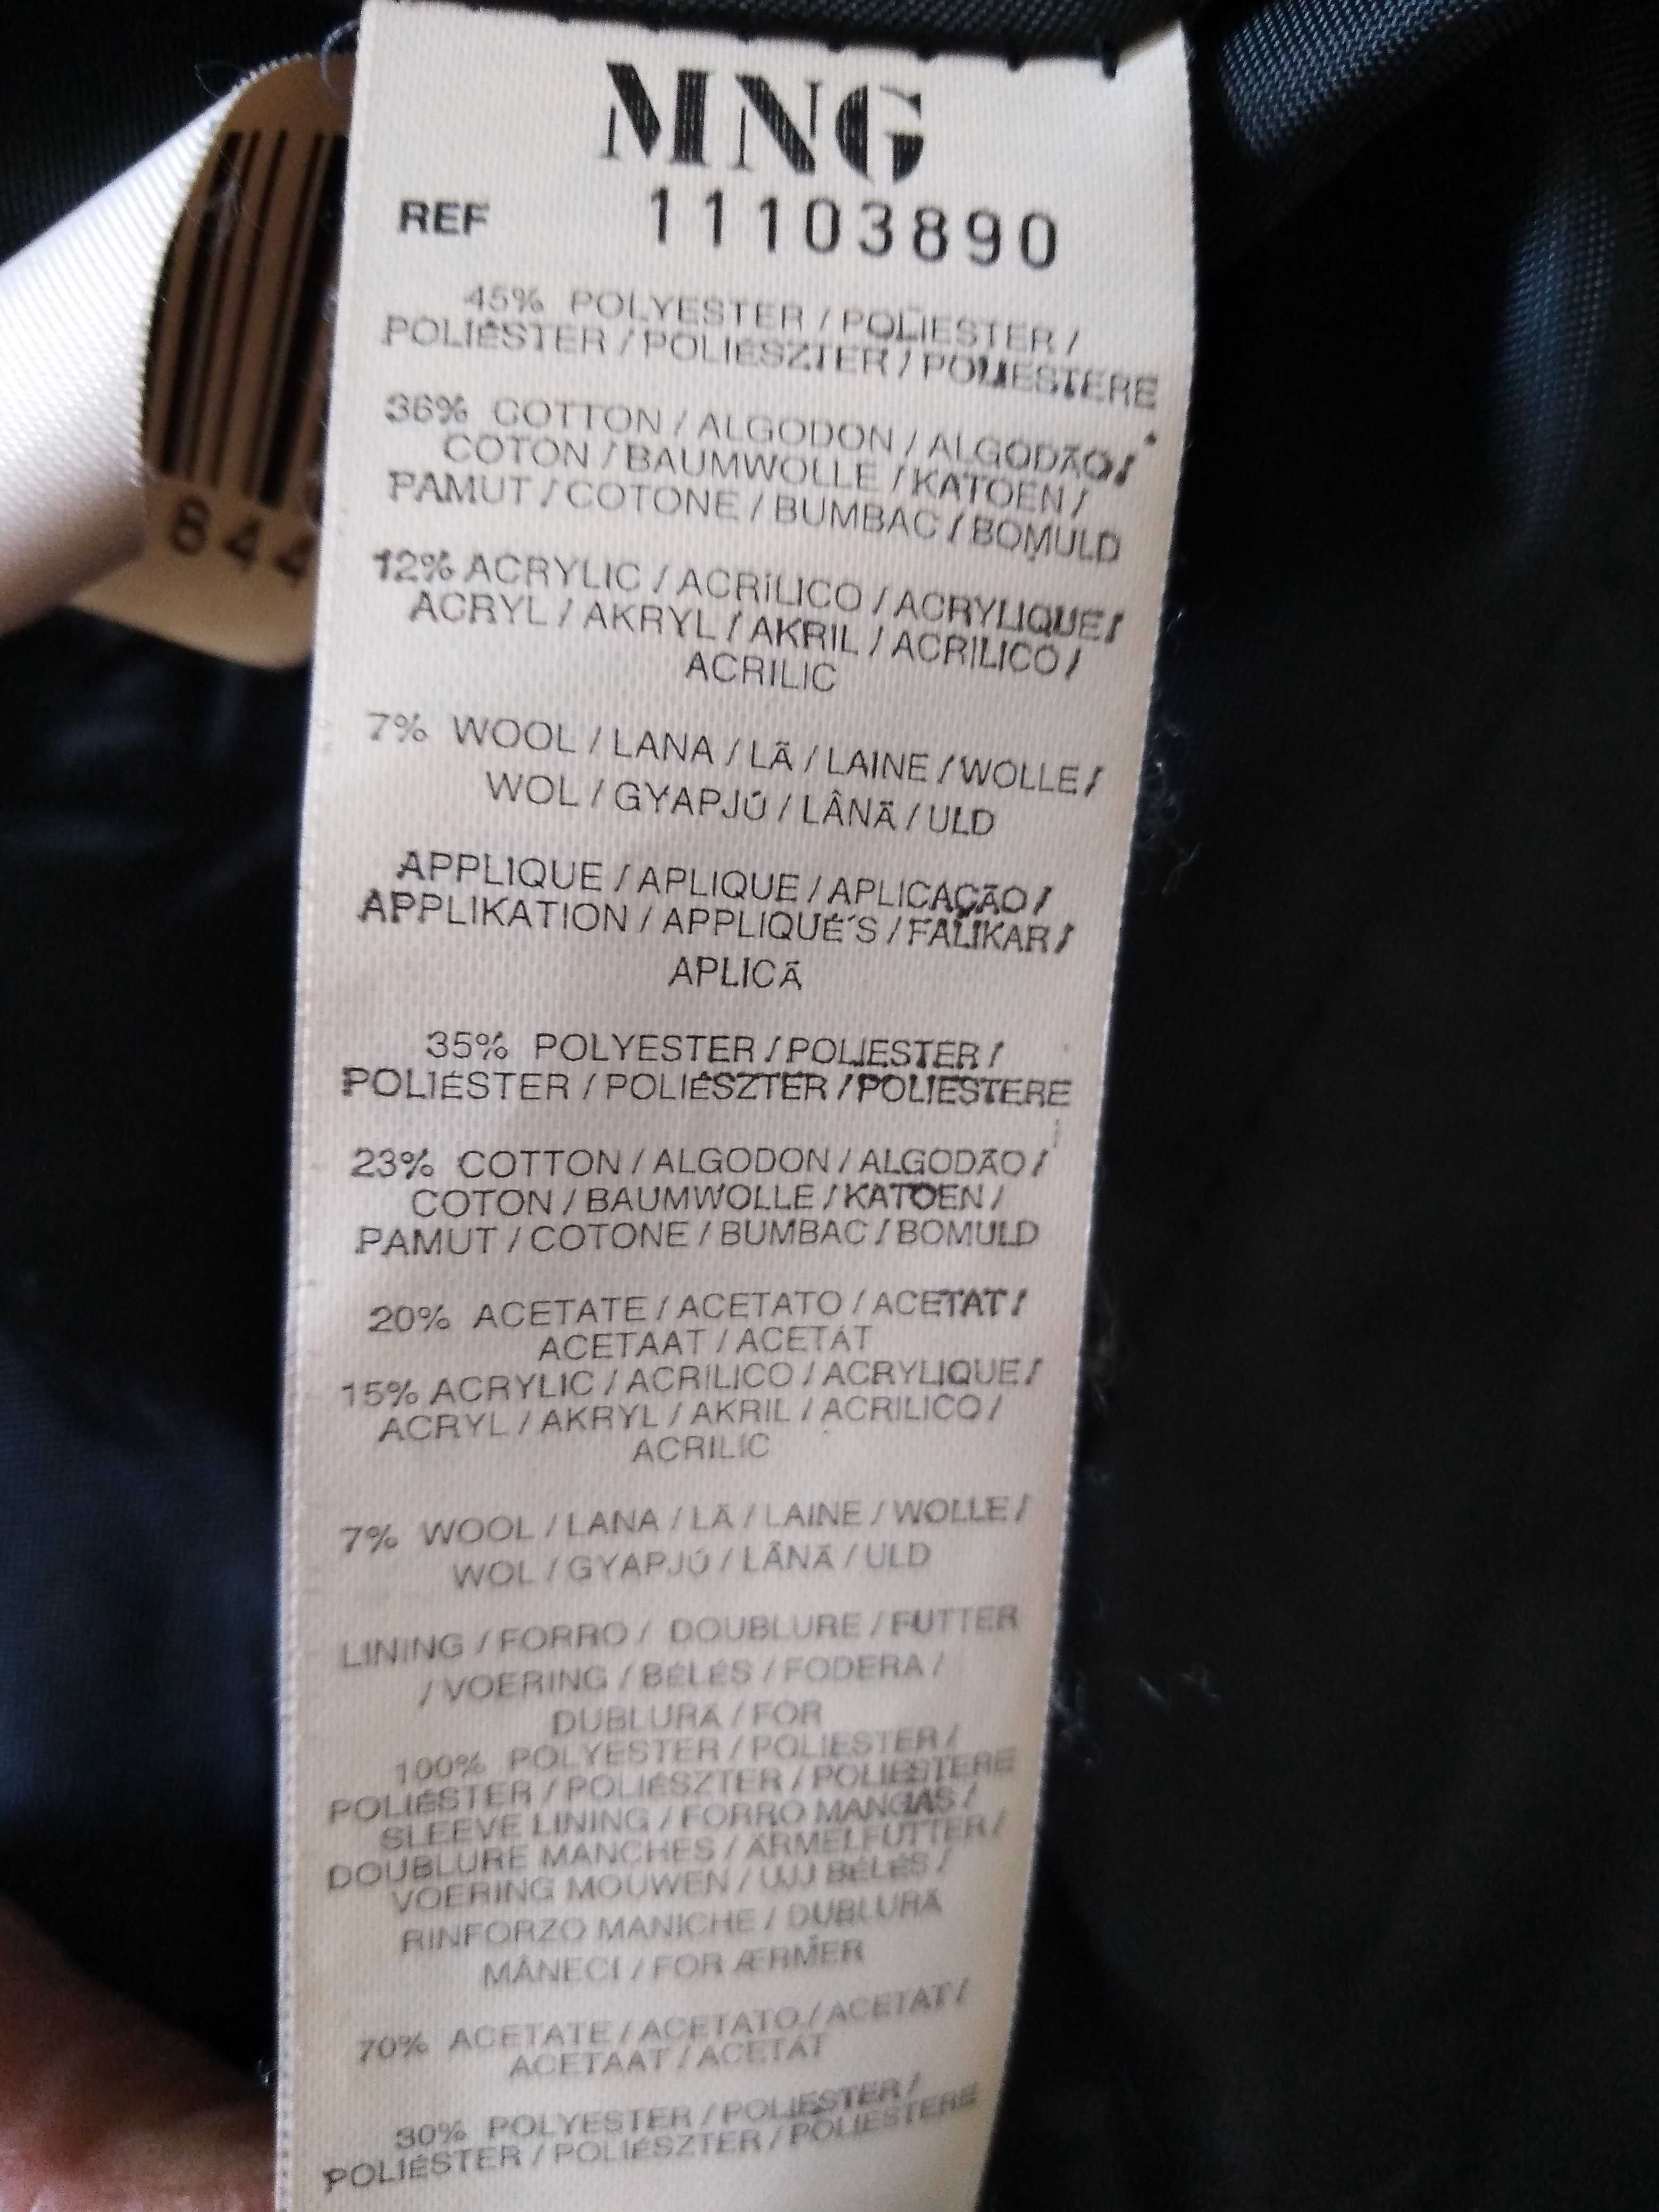 MNG
REF 11103890
45% POLYESTER / POLIESTER /
POLIÉSTER / POLIÉSZTER / POLIESTERE
36% COTTON / ALGODON / ALGODÃO /
COTON / BAUMWOLLE / KATOEN /
PAMUT / COTONE / BUMBAC / BOMULD
12% ACRYLIC / ACRÍLICO / ACRYLIQUE /
ACRYL / AKRYL / AKRIL / ACRILICO /
ACRILIC
7% WOOL / LANA / LÃ / LAINE / WOLLE /
WOL / GYAPJÚ / LÂNĂ / ULD
APPLIQUE / APLIQUE / APLICAÇÃO /
APPLIKATION / APPLIQUÉ´S / FALIKAR /
APLICĂ
35% POLYESTER / POLIESTER /
POLIÉSTER / POLIÉSZTER / POLIESTERE
23% COTTON / ALGODON / ALGODÃO /
COTON / BAUMWOLLE / KATOEN /
PAMUT / COTONE / BUMBAC / BOMULD
20% ACETATE / ACETATO / ACETAT /
ACETAAT / ACETÁT
15% ACRYLIC / ACRÍLICO / ACRYLIQUE /
ACRYL / AKRYL / AKRIL / ACRILICO /
ACRILIC
7% WOOL / LANA / LÃ / LAINE / WOLLE /
WOL / GYAPJÚ / LÂNĂ / ULD
LINING / FORRO / DOUBLURE / FUTTER
/ VOERING / BÉLÉS / FODERA /
DUBLURĂ / FOR
100% POLYESTER / POLIESTER /
POLIÉSTER / POLIÉSZTER / POLIESTERE
SLEEVE LINING / FORRO MANGAS /
DOUBLURE MANCHES / ÄRMELFUTTER /
VOERING MOUWEN / UJJ BÉLÉS /
RINFORZO MANICHE / DUBLURĂ
MÂNECI / FOR ÆRMER
70% ACETATE / ACETATO / ACETAT /
ACETAAT / ACETÁT
30% POLYESTER / POLIESTER /
POLIÉSTER / POLIÉSZTER / POLIESTERE
844